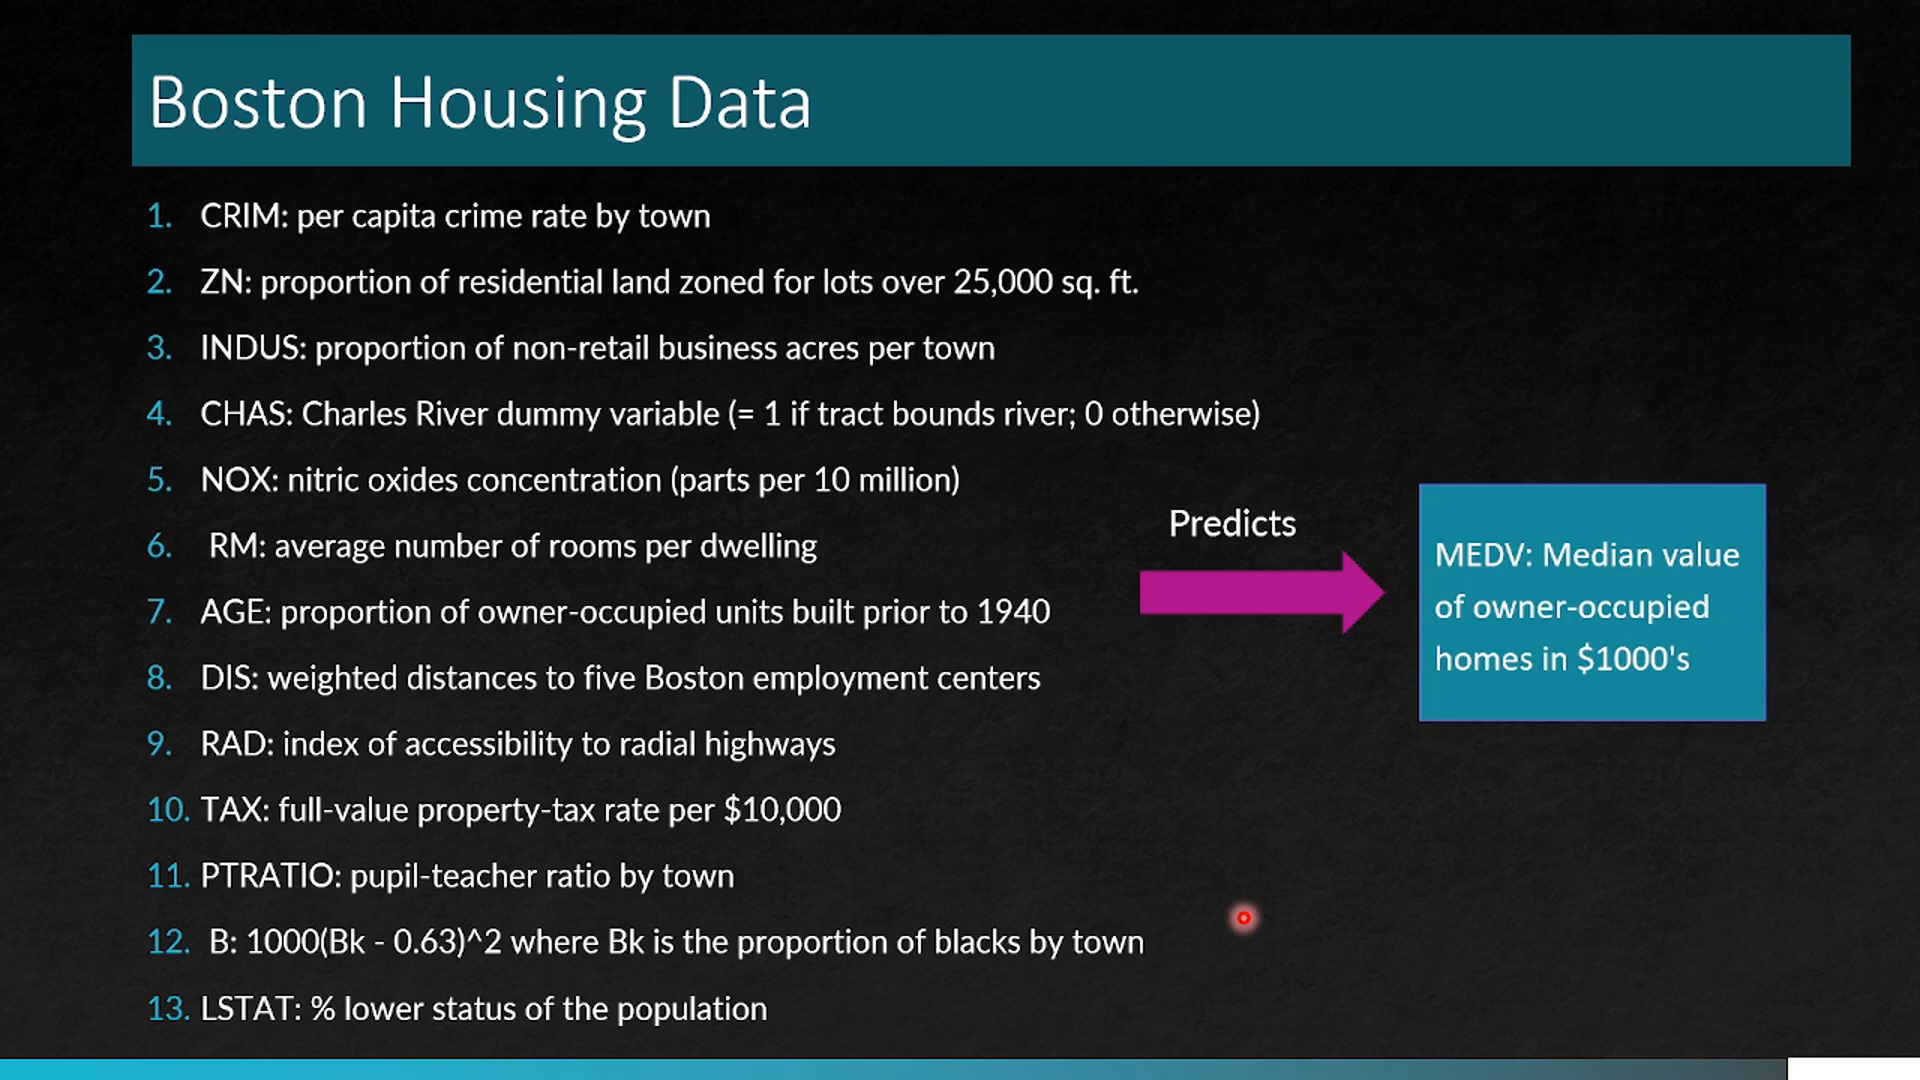 Boston Housing Data
1. CRIM: per capita crime rate by town
2. ZN: proportion of residential land zoned for lots over 25,000 sq. ft.
3. INDUS: proportion of non-retail business acres per town
4. CHAS: Charles River dummy variable (= 1 if tract bounds river; 0 otherwise)
5. NOX: nitric oxides concentration (parts per 10 million)
6. RM: average number of rooms per dwelling
7. AGE: proportion of owner-occupied units built prior to 1940
8. DIS: weighted distances to five Boston employment centers
9. RAD: index of accessibility to radial highways
10. TAX: full-value property-tax rate per $10,000
11. PTRATIO: pupil-teacher ratio by town
12. B: 1000(Bk - 0.63)^2 where Bk is the proportion of blacks by town
13. LSTAT: % lower status of the population
Predicts
MEDV: Median value
of owner-occupied
homes in $1000's